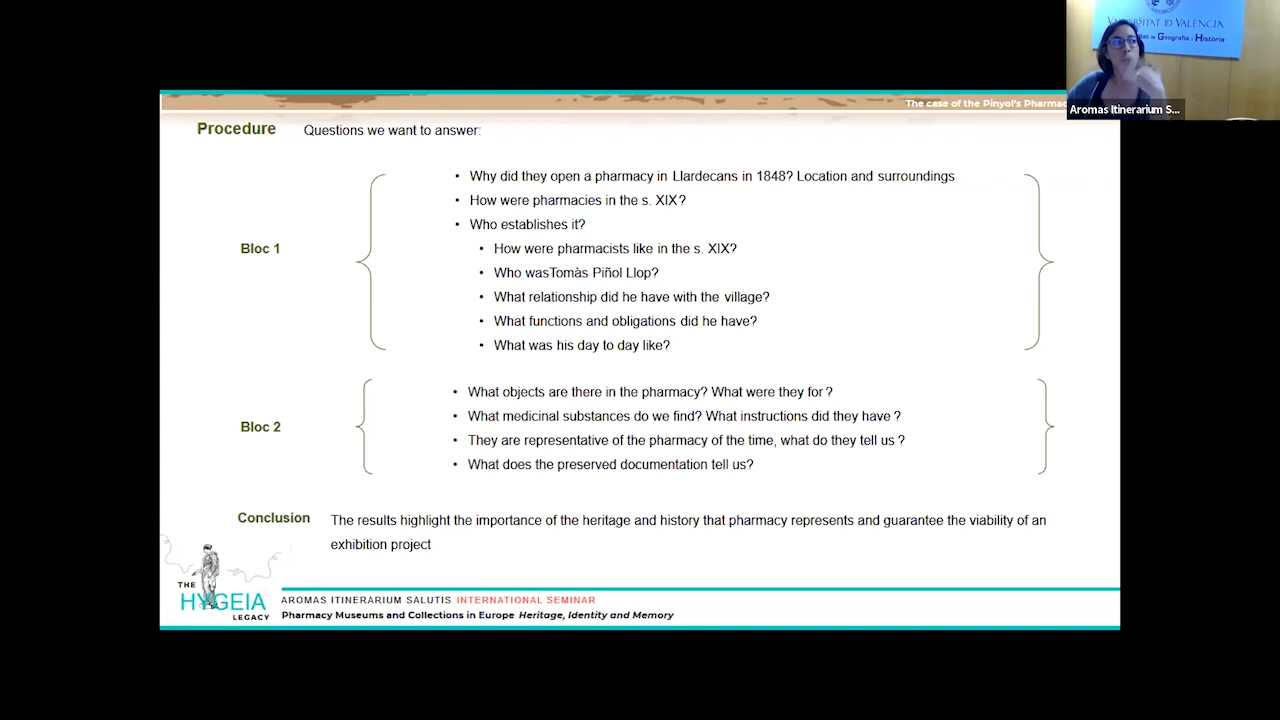 VNIVERSITAT ID VALÈNCIA
Geografia i Història
Aromas Itinerarium S...
The case of the Pinyol's
Procedure Questions we want to answer:
Bloc 1
• Why did they open a pharmacy in Llardecans in 1848? Location and surroundings
• How were pharmacies in the s. XIX?
• Who establishes it?
• How were pharmacists like in the s. XIX?
• Who wasTomàs Piñol Llop?
• What relationship did he have with the village?
• What functions and obligations did he have?
• What was his day to day like?
Bloc 2
• What objects are there in the pharmacy? What were they for ?
• What medicinal substances do we find? What instructions did they have ?
• They are representative of the pharmacy of the time, what do they tell us ?
• What does the preserved documentation tell us?
Conclusion The results highlight the importance of the heritage and history that pharmacy represents and guarantee the viability of an
exhibition project
THE
HYGEIA
LEGACY
AROMAS ITINERARIUM SALUTIS INTERNATIONAL SEMINAR
Pharmacy Museums and Collections in Europe Heritage, Identity and Memory